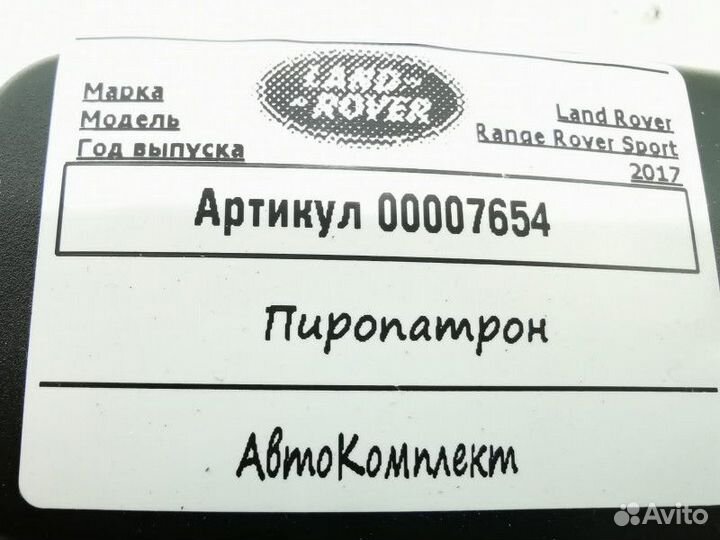 LAND
ROVER
Марка Land Rover
Модель Range Rover Sport
Год выпуска 2017
Артикул 00007654
Пиропатрон
АвтоКомплект
Avito